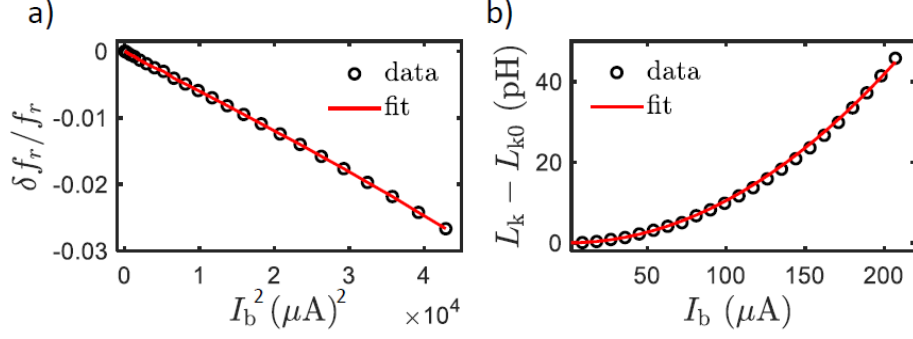 a)
0
-0.01
-0.02
-0.03
δf_r/f_r
data
fit
0 1 2 3 4
I_b^2 (μA)^2
×10^4
b)
40
20
0
L_k − L_k0 (pH)
data
fit
50 100 150 200
I_b (μA)